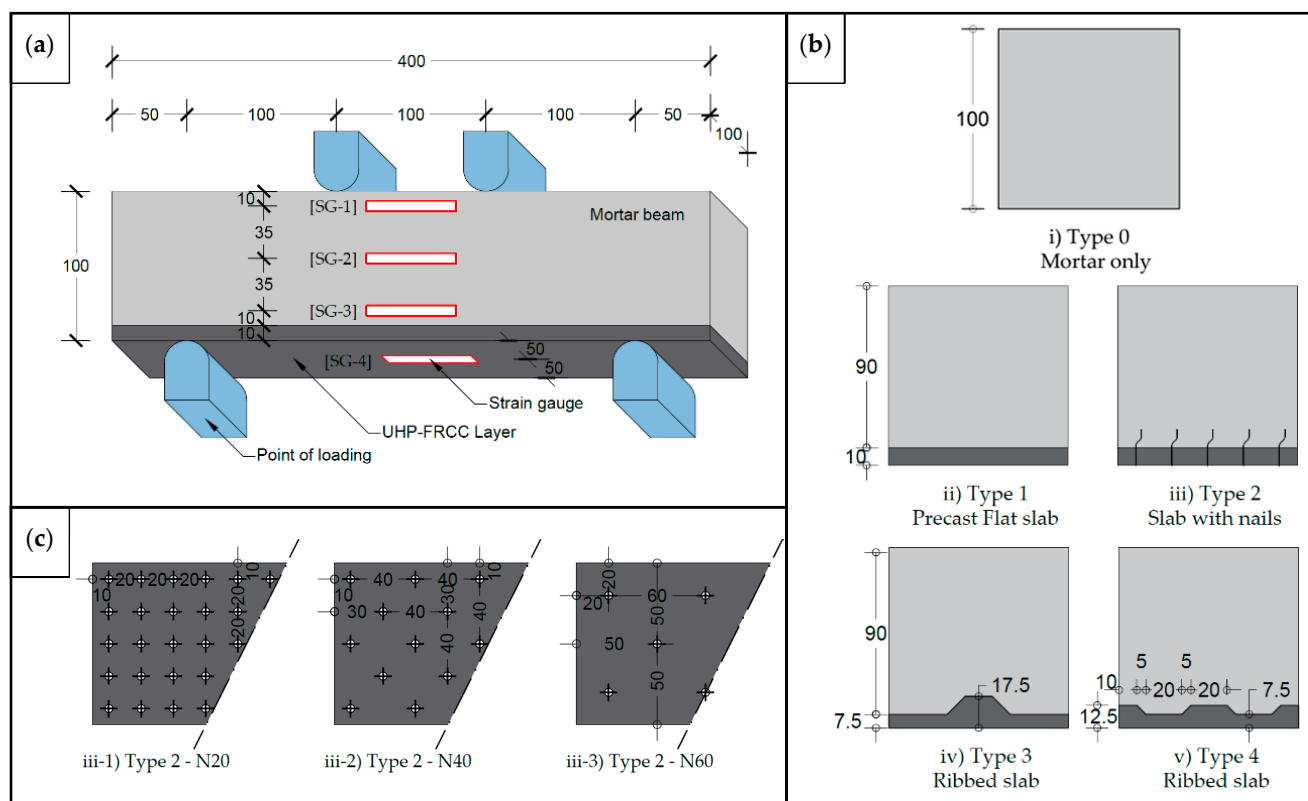 (a)
400
50
100
100
100
50
100
10
[SG-1]
Mortar beam
35
100
[SG-2]
35
[SG-3]
10
10
[SG-4]
50
50
Strain gauge
UHP-FRCC Layer
Point of loading
(b)
100
i) Type 0
Mortar only
90
10
ii) Type 1
Precast Flat slab
iii) Type 2
Slab with nails
90
17.5
7.5
iv) Type 3
Ribbed slab
5
5
10
20
20
7.5
12.5
v) Type 4
Ribbed slab
(c)
20
20
20
10
10
20
20
iii-1) Type 2 - N20
40
40
10
10
30
30
40
40
40
iii-2) Type 2 - N40
20
20
60
50
50
50
iii-3) Type 2 - N60